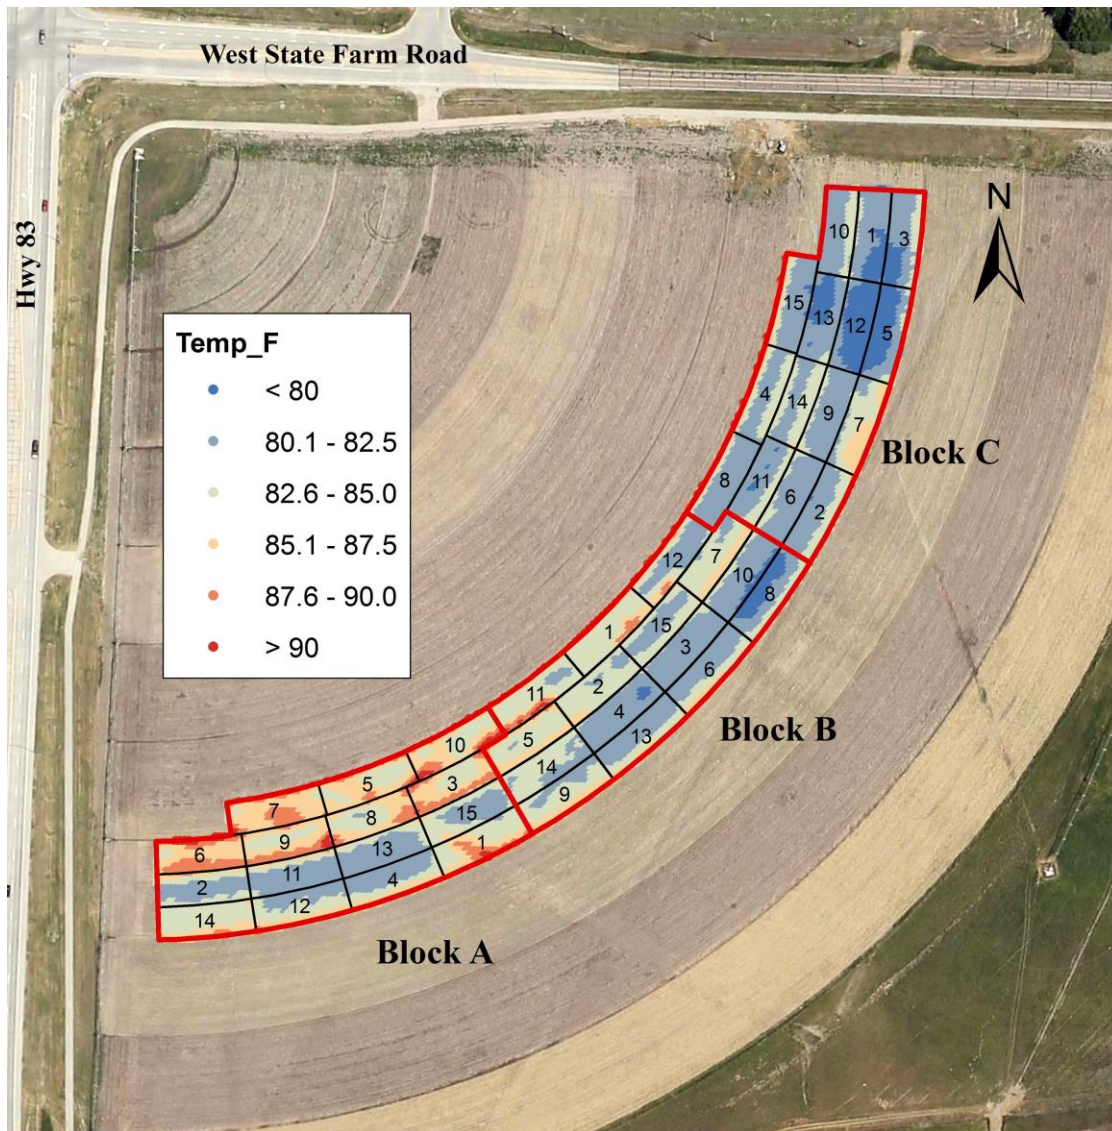 West State Farm Road
Hwy 83
N
Temp_F
< 80
80.1 - 82.5
82.6 - 85.0
85.1 - 87.5
87.6 - 90.0
> 90
10 1 3
15 13 12 5
4 14 9 7
8 11 6 2
Block C
12 7 10 8
1 15 3 6
11 2 4 13
5 14 9
Block B
10 3 15 1
5 8 13 4
7 9 11 12
6 2 14
Block A